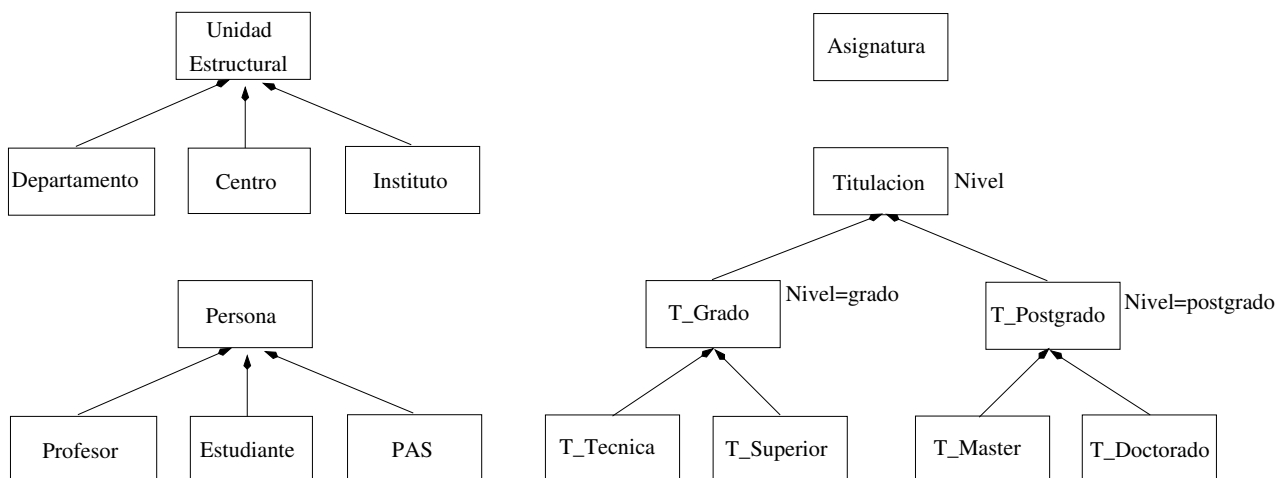 Unidad
Estructural
Departamento
Centro
Instituto
Persona
Profesor
Estudiante
PAS
Asignatura
Titulacion
Nivel
T_Grado
Nivel=grado
T_Postgrado
Nivel=postgrado
T_Tecnica
T_Superior
T_Master
T_Doctorado